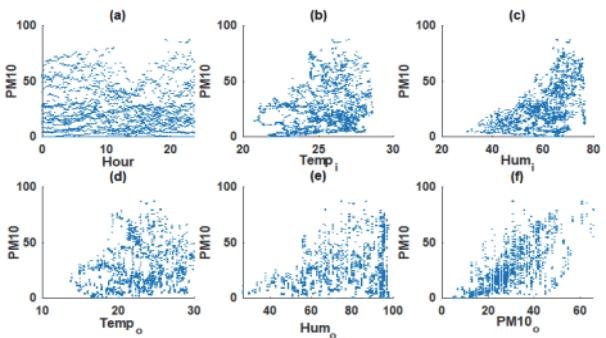 (a) (b) (c)
PM10 PM10 PM10
100 100 100
50 50 50
0 0 0
0 10 20 20 25 30 20 40 60 80
Hour Temp_i Hum_i
(d) (e) (f)
PM10 PM10 PM10
100 100 100
50 50 50
0 0 0
10 20 30 40 60 80 100 0 20 40 60
Temp_o Hum_o PM10_o